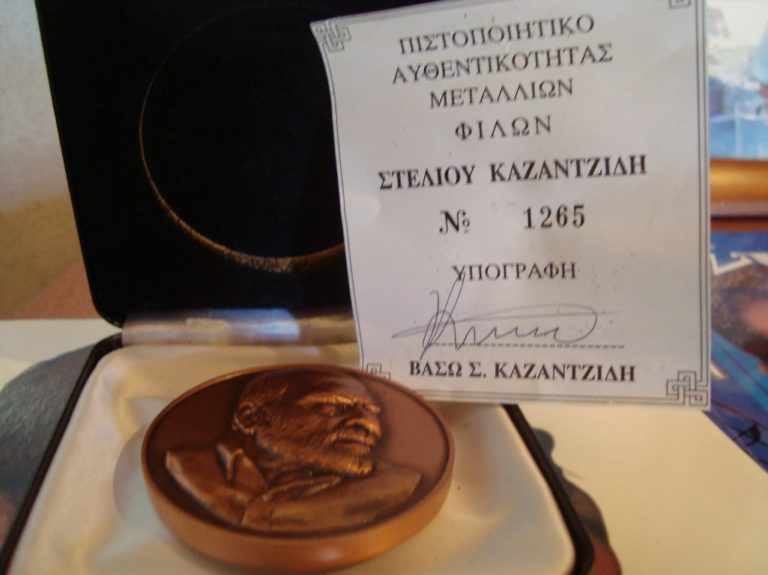 ΠΙΣΤΟΠΟΙΗΤΙΚΟ
ΑΥΘΕΝΤΙΚΟΤΗΤΑΣ
ΜΕΤΑΛΛΙΩΝ
ΦΙΛΩΝ
ΣΤΕΛΙΟΥ ΚΑΖΑΝΤΖΙΔΗ
№ 1265
ΥΠΟΓΡΑΦΗ
ΒΑΣΩ Σ. ΚΑΖΑΝΤΖΙΔΗ